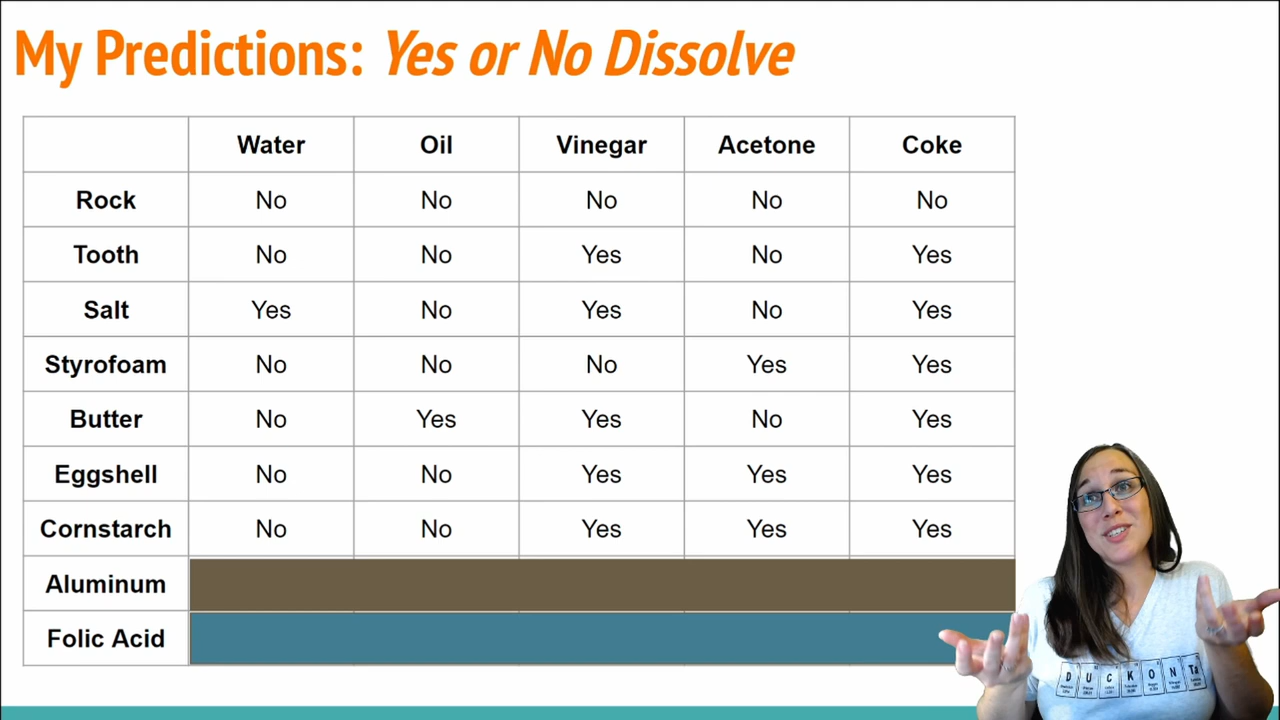 My Predictions: Yes or No Dissolve
Water Oil Vinegar Acetone Coke
Rock No No No No No
Tooth No No Yes No Yes
Salt Yes No Yes No Yes
Styrofoam No No No Yes Yes
Butter No Yes Yes No Yes
Eggshell No No Yes Yes Yes
Cornstarch No No Yes Yes Yes
Aluminum
Folic Acid
D U C K O N Ta